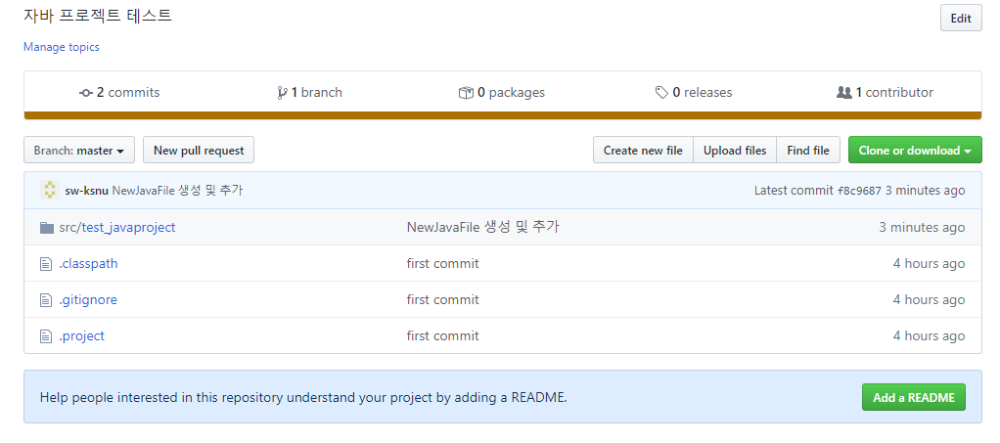 자바 프로젝트 테스트 Edit
Manage topics
2 commits 1 branch 0 packages 0 releases 1 contributor
Branch: master New pull request Create new file Upload files Find file Clone or download
sw-ksnu NewJavaFile 생성 및 추가 Latest commit f8c9687 3 minutes ago
src/test_javaproject NewJavaFile 생성 및 추가 3 minutes ago
.classpath first commit 4 hours ago
.gitignore first commit 4 hours ago
.project first commit 4 hours ago
Help people interested in this repository understand your project by adding a README. Add a README